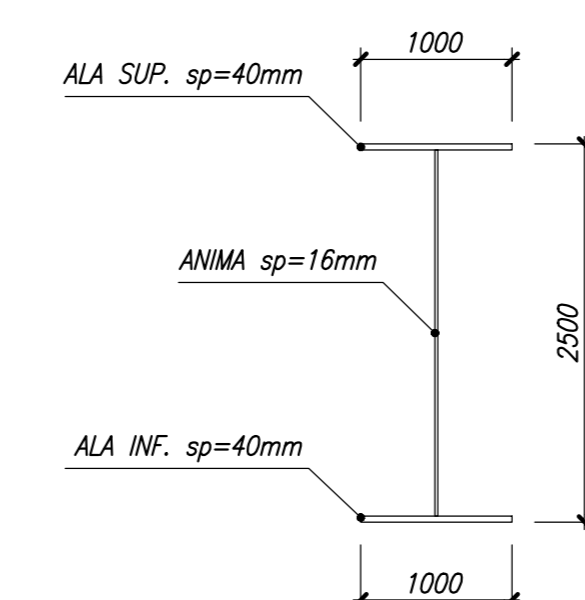 1000
ALA SUP. sp=40mm
ANIMA sp=16mm
2500
ALA INF. sp=40mm
1000